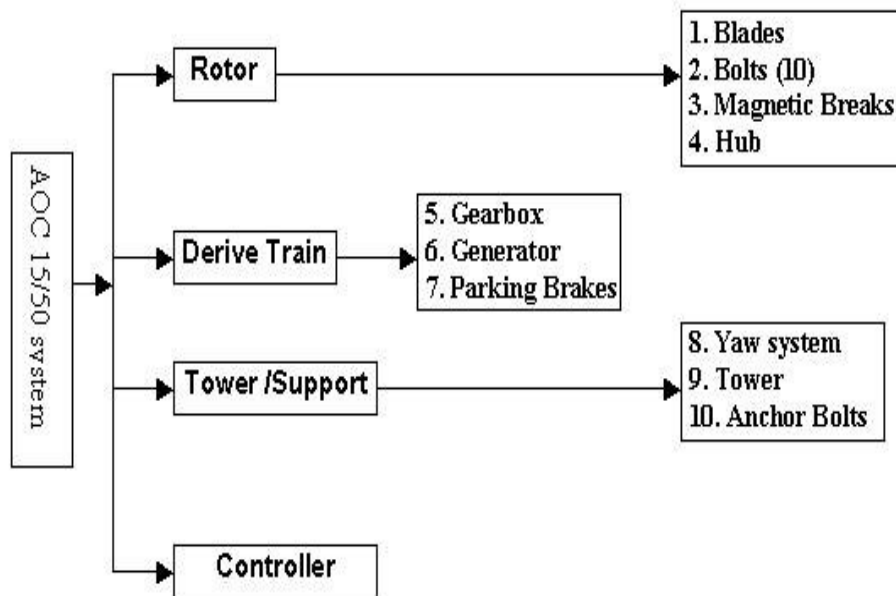 AOC 15/50 system
Rotor
1. Blades
2. Bolts (10)
3. Magnetic Breaks
4. Hub
Derive Train
5. Gearbox
6. Generator
7. Parking Brakes
Tower /Support
8. Yaw system
9. Tower
10. Anchor Bolts
Controller